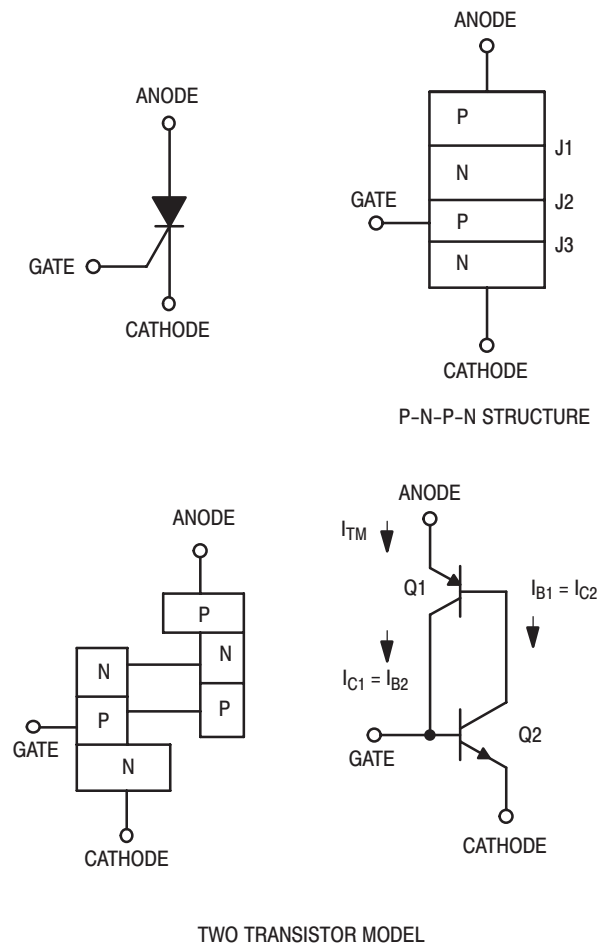 ANODE
GATE
CATHODE
ANODE
P
J1
N
J2
GATE
P
J3
N
CATHODE
P-N-P-N STRUCTURE
ANODE
P
N
N
P
P
GATE
N
CATHODE
ANODE
I_TM
Q1
I_B1 = I_C2
I_C1 = I_B2
Q2
GATE
CATHODE
TWO TRANSISTOR MODEL